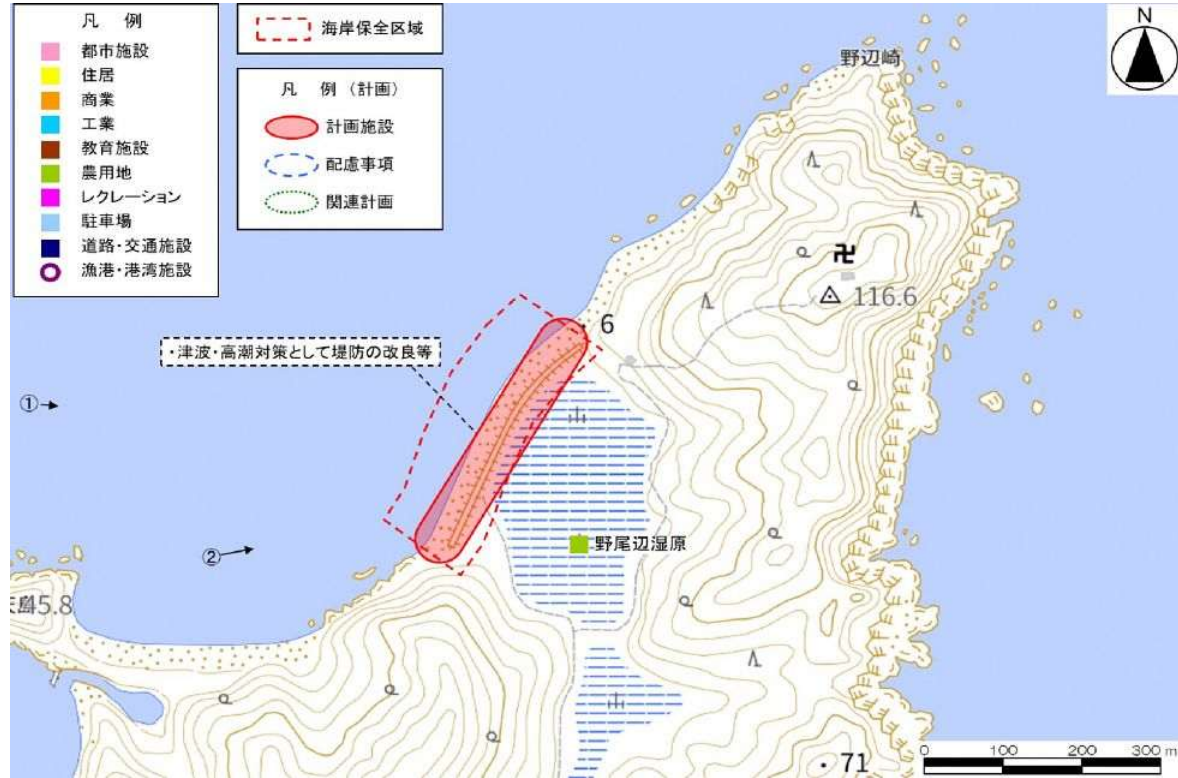 凡 例
都市施設
住居
商業
工業
教育施設
農用地
レクレーション
駐車場
道路・交通施設
漁港・港湾施設
海岸保全区域
凡 例 (計画)
計画施設
配慮事項
関連計画
N
野辺崎
116.6
6
・津波・高潮対策として堤防の改良等
①
②
野尾辺湿原
島5.8
71
0 100 200 300 m